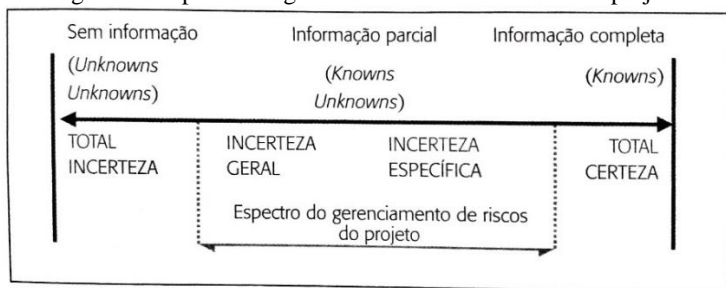 Sem informação Informação parcial Informação completa
(Unknowns
Unknowns)
(Knowns
Unknowns)
(Knowns)
TOTAL
INCERTEZA
INCERTEZA
GERAL
INCERTEZA
ESPECÍFICA
TOTAL
CERTEZA
Espectro do gerenciamento de riscos
do projeto